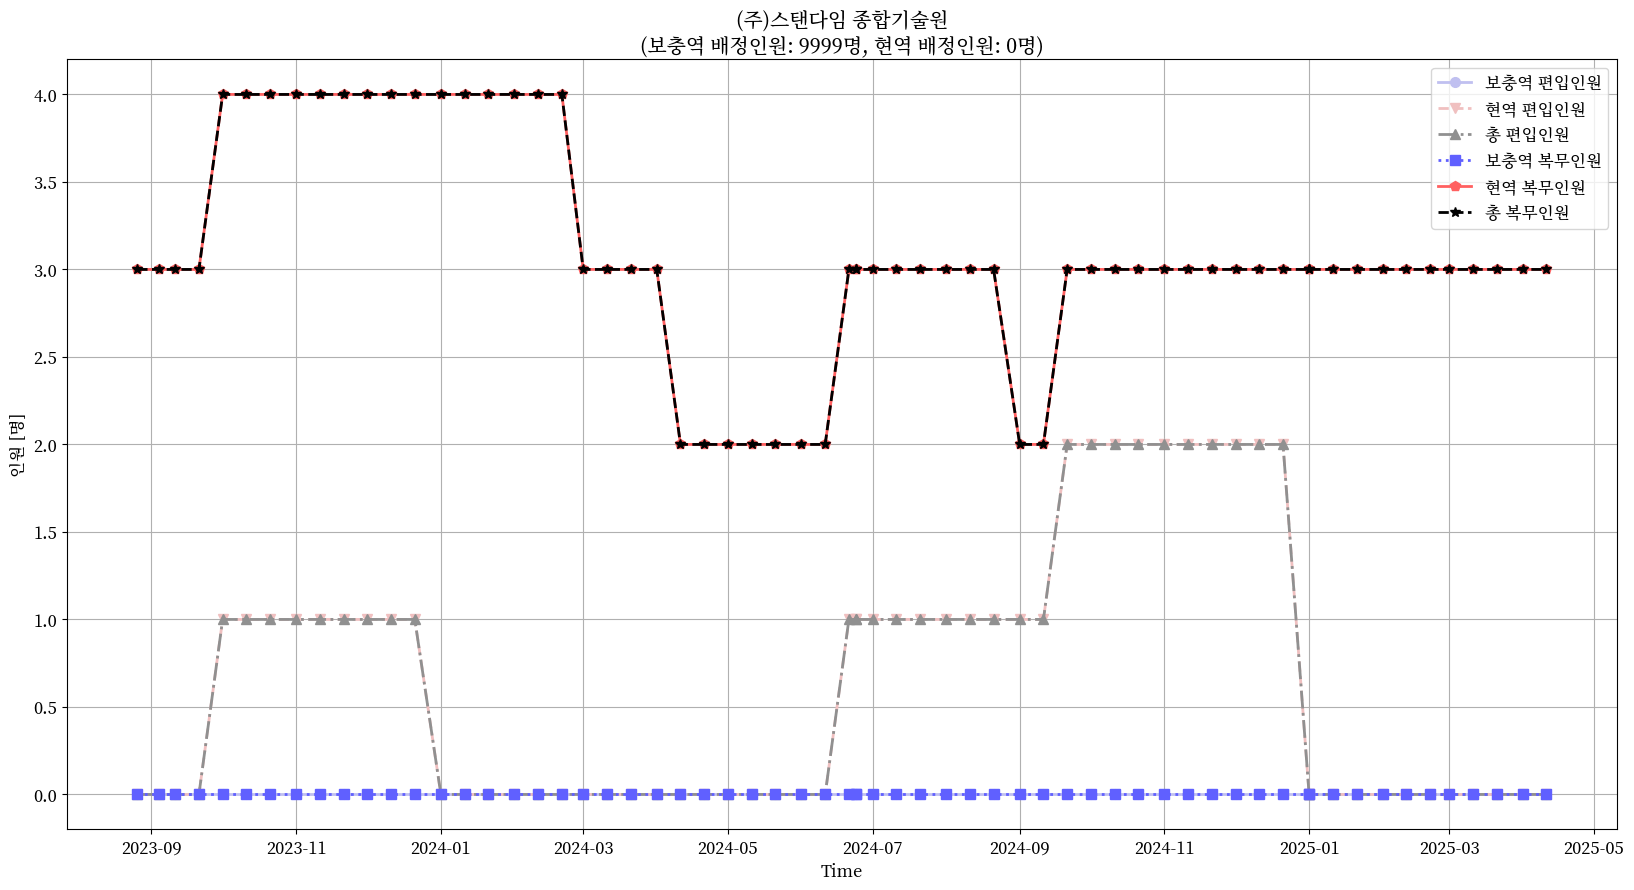 (주)스탠다임 종합기술원
(보충역 배정인원: 9999명, 현역 배정인원: 0명)
보충역 편입인원
현역 편입인원
총 편입인원
보충역 복무인원
현역 복무인원
총 복무인원
인원 [명]
4.0
3.5
3.0
2.5
2.0
1.5
1.0
0.5
0.0
2023-09
2023-11
2024-01
2024-03
2024-05
2024-07
2024-09
2024-11
2025-01
2025-03
2025-05
Time